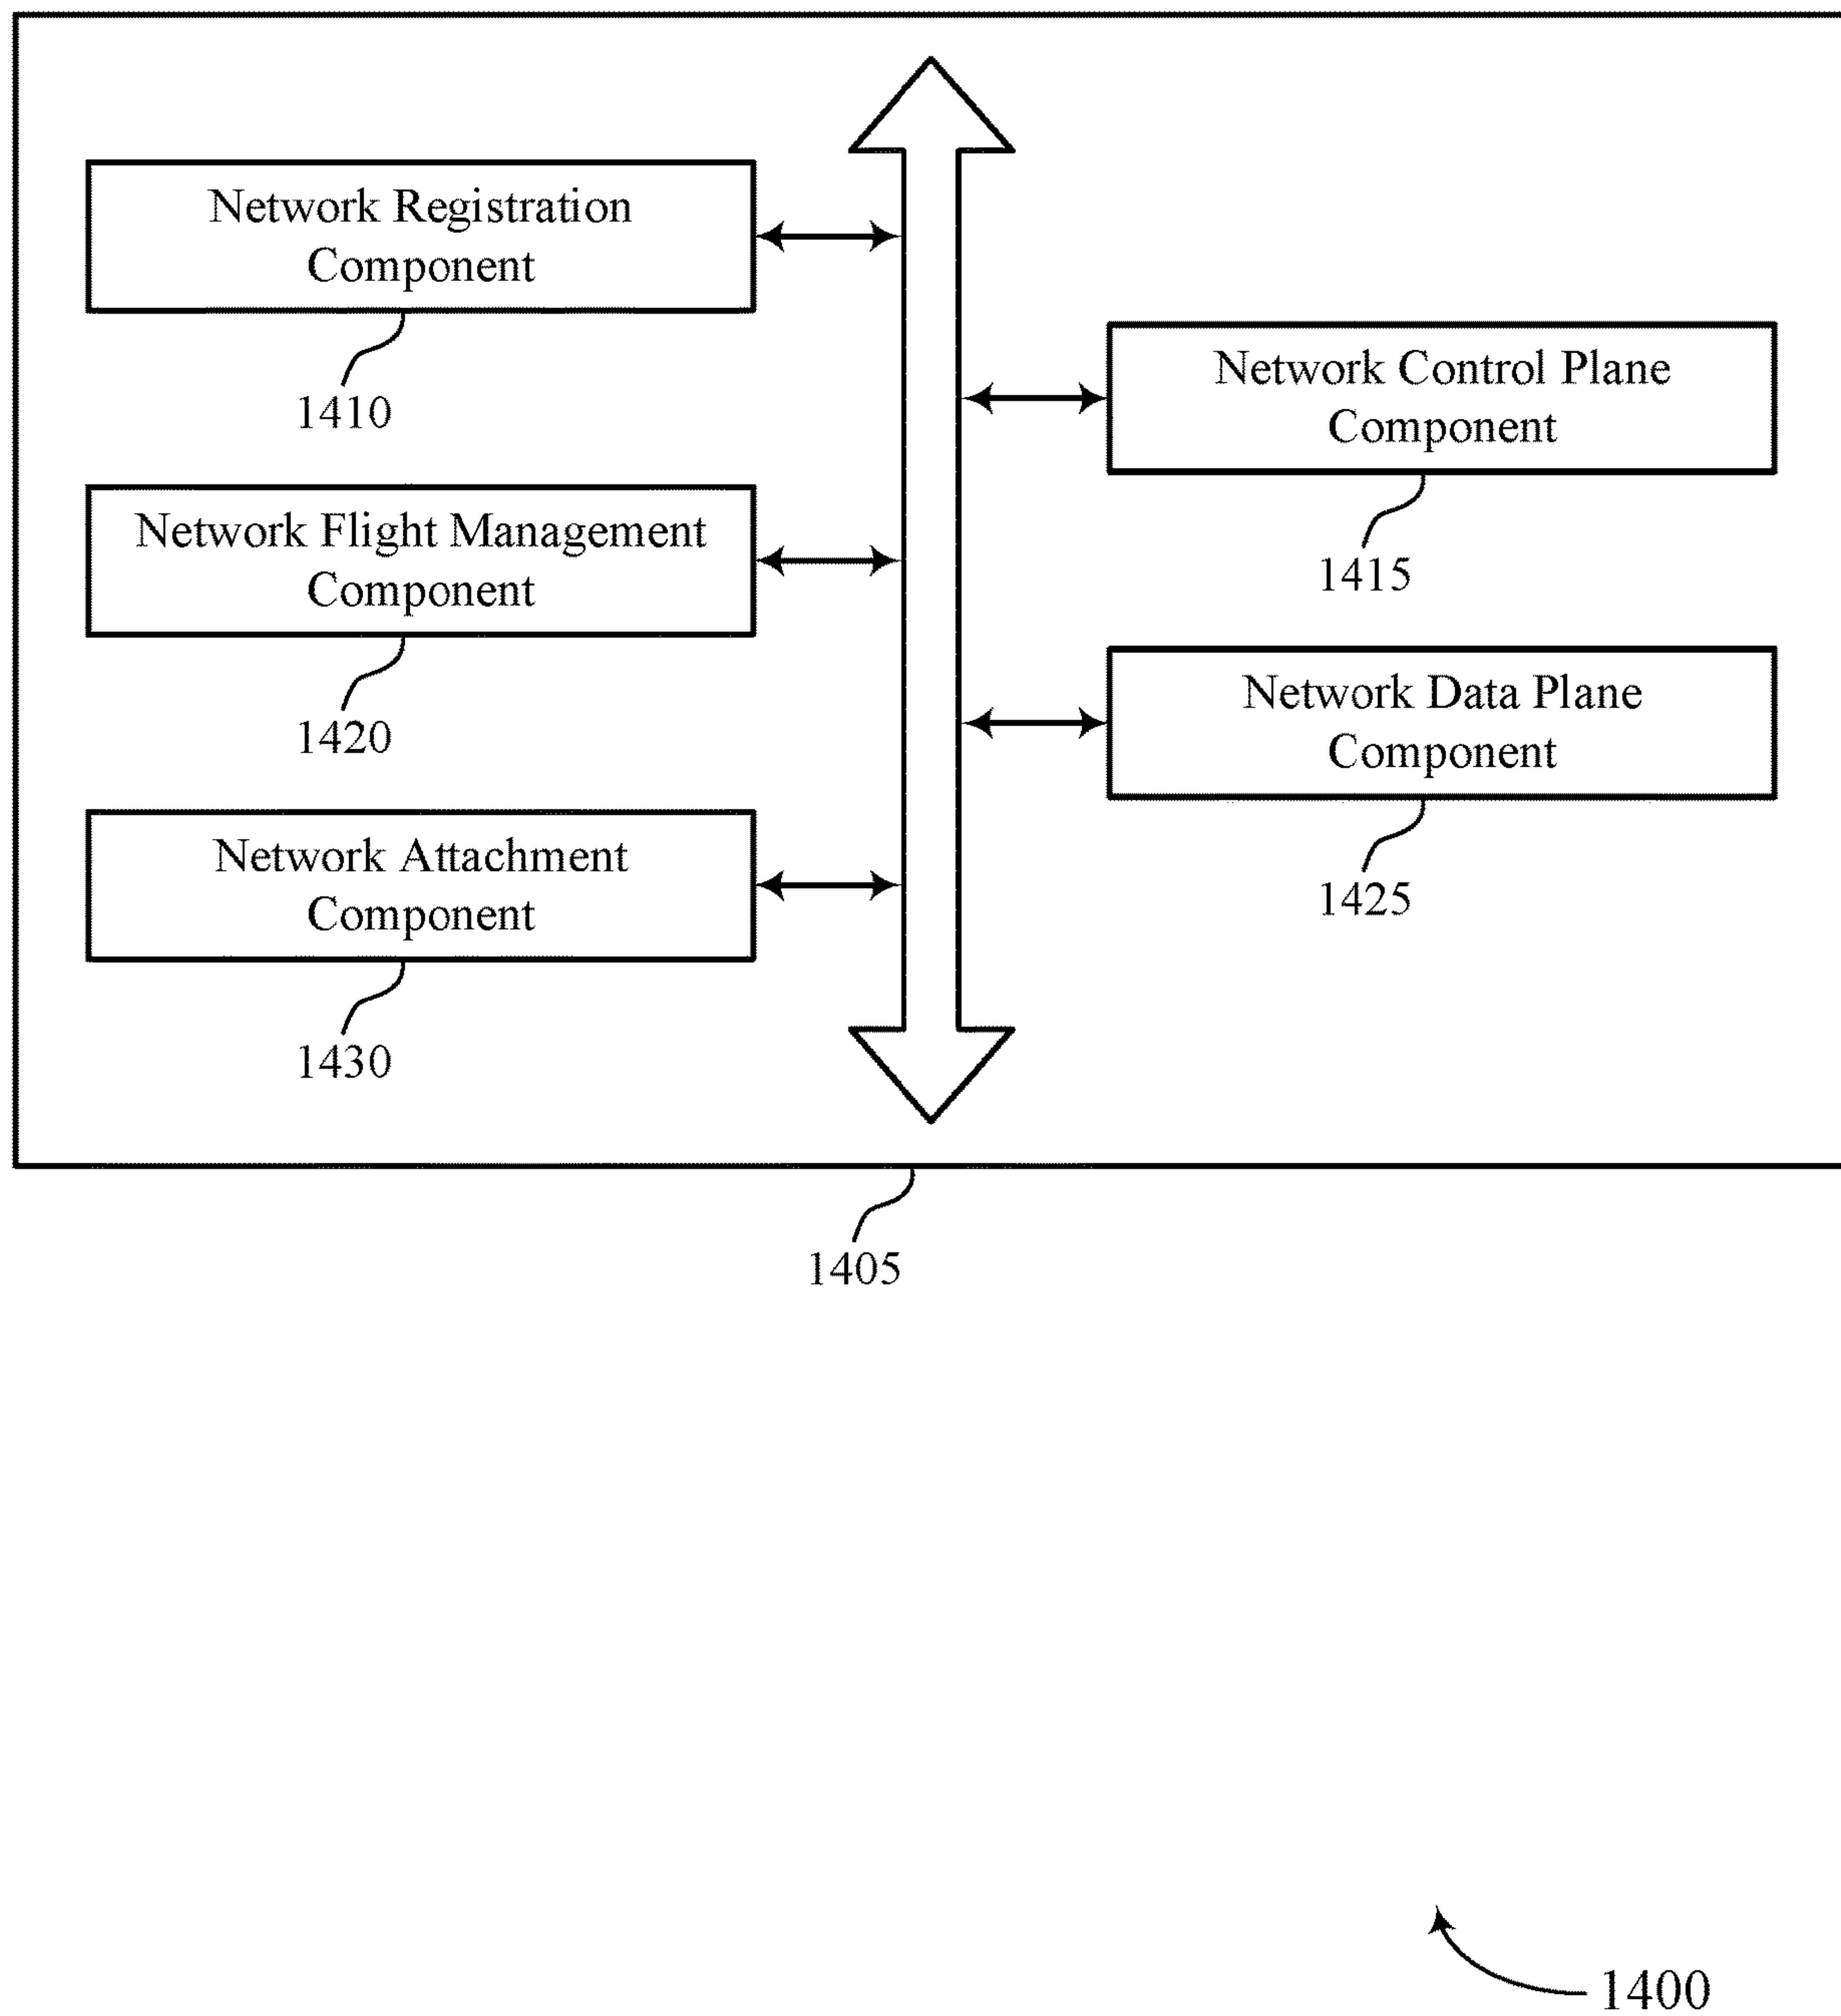 Network Registration
Component
1410
Network Control Plane
Component
1415
Network Flight Management
Component
1420
Network Data Plane
Component
1425
Network Attachment
Component
1430
1405
1400